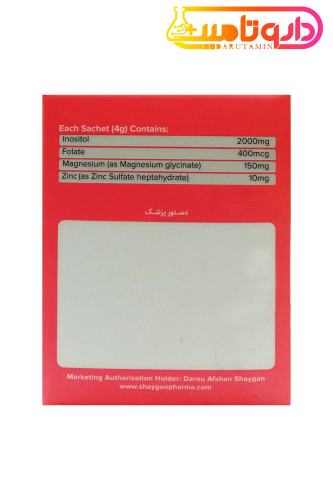 داروتامین
DARUTAMIN
Each Sachet (4g) Contains:
Inositol 2000mg
Folate 400mcg
Magnesium (as Magnesium glycinate) 150mg
Zinc (as Zinc Sulfate heptahydrate) 10mg
دستور پزشک
Marketing Authorization Holder: Darou Afshan Shaygan
www.shayganpharma.com